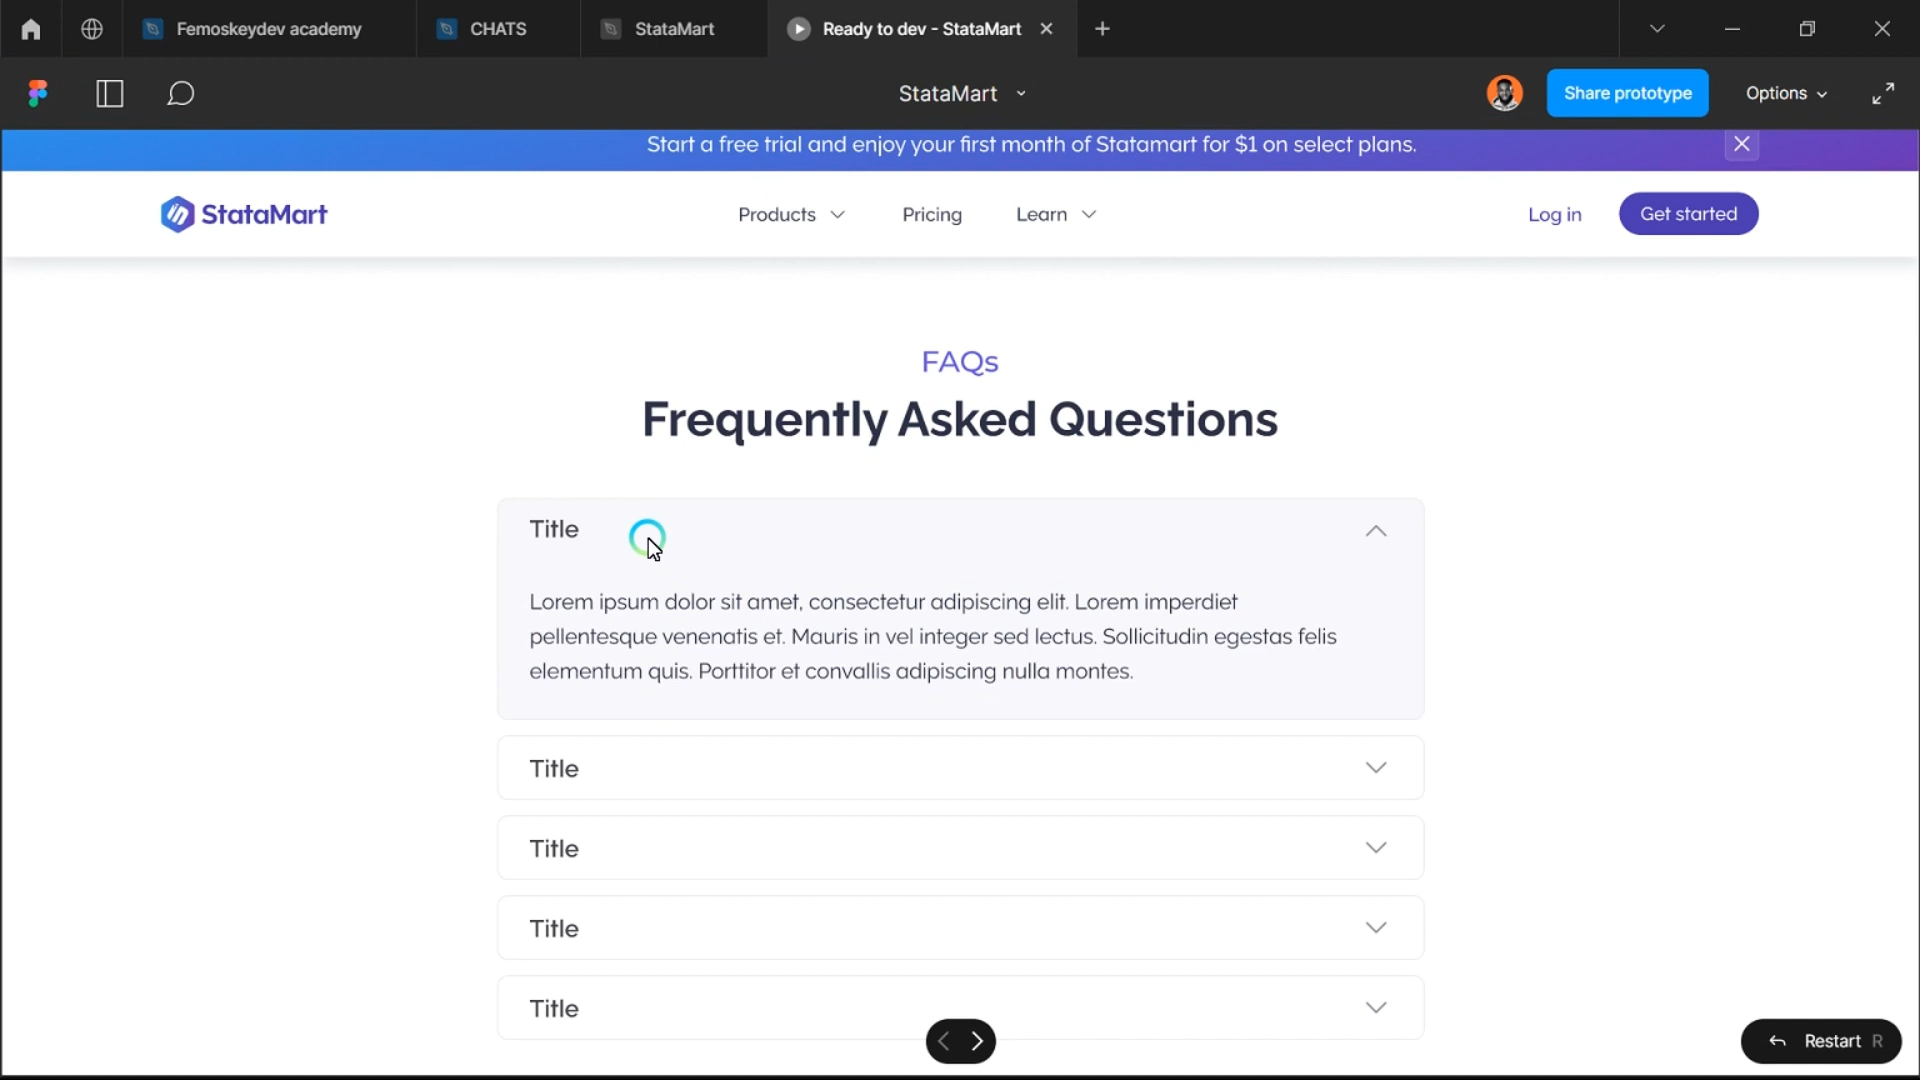 Femoskeydev academy
CHATS
StataMart
Ready to dev - StataMart
StataMart
Share prototype
Options
Start a free trial and enjoy your first month of Statamart for $1 on select plans.
StataMart
Products
Pricing
Learn
Log in
Get started
FAQs
Frequently Asked Questions
Title
Lorem ipsum dolor sit amet, consectetur adipiscing elit. Lorem imperdiet
pellentesque venenatis et. Mauris in vel integer sed lectus. Sollicitudin egestas felis
elementum quis. Porttitor et convallis adipiscing nulla montes.
Title
Title
Title
Title
Restart R